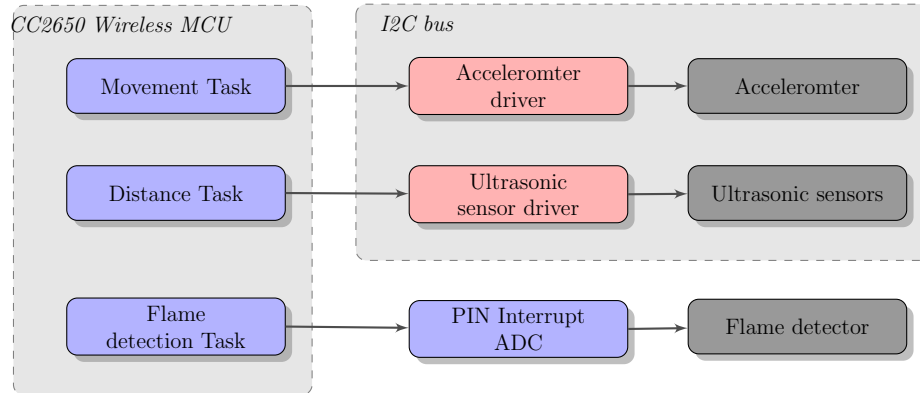 CC2650 Wireless MCU
I2C bus
Movement Task
Acceleromter
driver
Acceleromter
Distance Task
Ultrasonic
sensor driver
Ultrasonic sensors
Flame
detection Task
PIN Interrupt
ADC
Flame detector